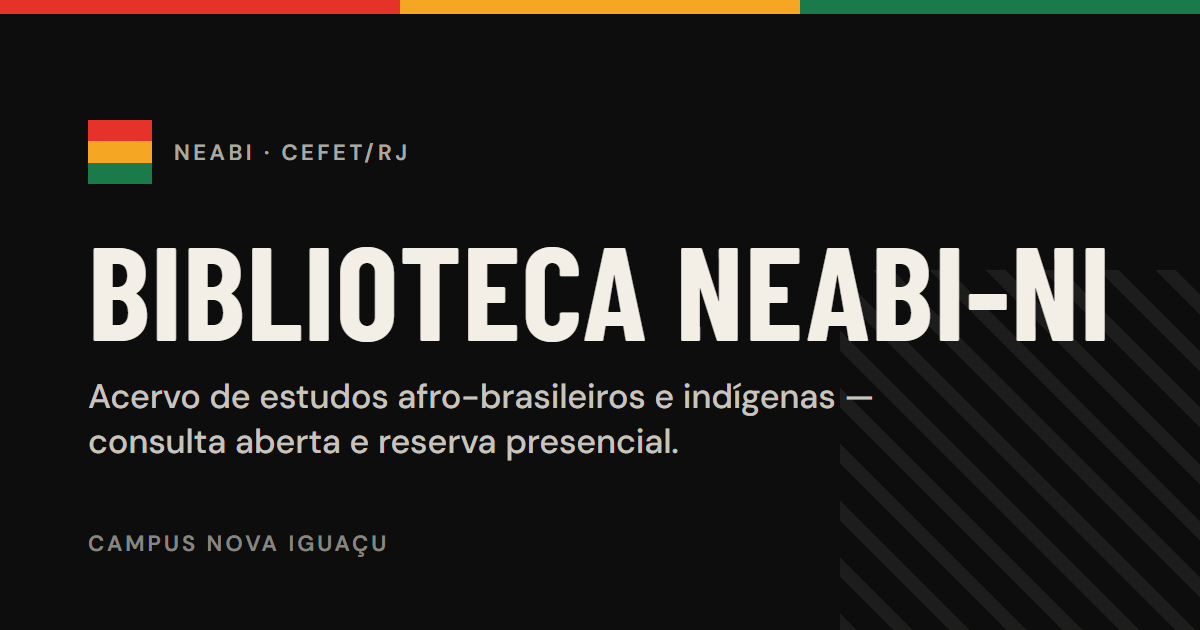 NEABI · CEFET/RJ
BIBLIOTECA NEABI-NI
Acervo de estudos afro-brasileiros e indígenas —
consulta aberta e reserva presencial.
CAMPUS NOVA IGUAÇU